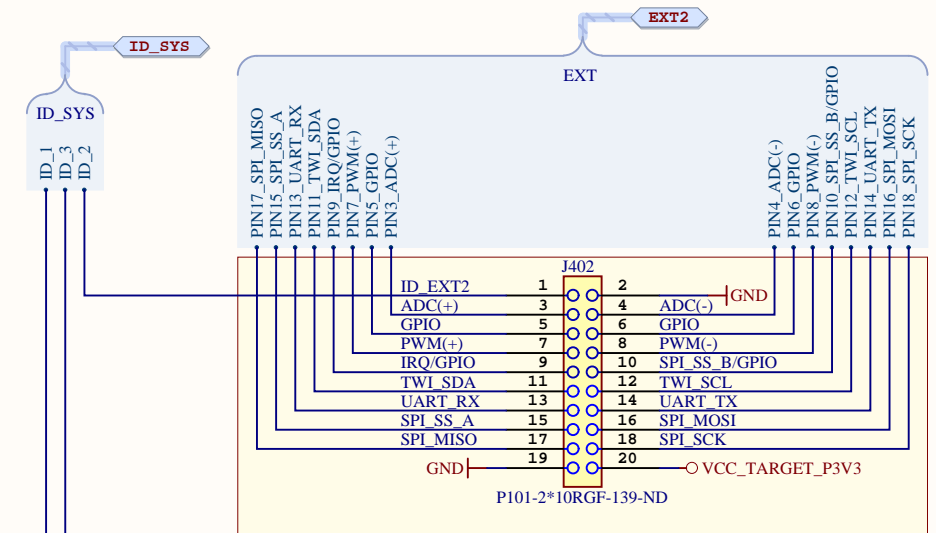 EXT2
ID_SYS
EXT
ID_SYS
ID_1
ID_3
ID_2
PIN17_SPI_MISO
PIN15_SPI_SS_A
PIN13_UART_RX
PIN11_TWI_SDA
PIN9_IRQ/GPIO
PIN7_PWM(+)
PIN5_GPIO
PIN3_ADC(+)
PIN4_ADC(-)
PIN6_GPIO
PIN8_PWM(-)
PIN10_SPI_SS_B/GPIO
PIN12_TWI_SCL
PIN14_UART_TX
PIN16_SPI_MOSI
PIN18_SPI_SCK
J402
ID_EXT2 1 2 GND
ADC(+) 3 4 ADC(-)
GPIO 5 6 GPIO
PWM(+) 7 8 PWM(-)
IRQ/GPIO 9 10 SPI_SS_B/GPIO
TWI_SDA 11 12 TWI_SCL
UART_RX 13 14 UART_TX
SPI_SS_A 15 16 SPI_MOSI
SPI_MISO 17 18 SPI_SCK
GND 19 20 VCC_TARGET_P3V3
P101-2*10RGF-139-ND